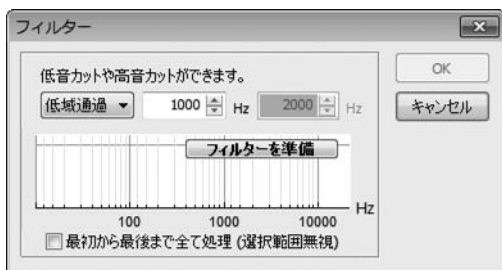 フィルター
低音カットや高音カットができます。
低域通過 1000 Hz 2000 Hz
フィルターを準備
Hz
100 1000 10000
最初から最後まで全て処理 (選択範囲無視)
OK
キャンセル